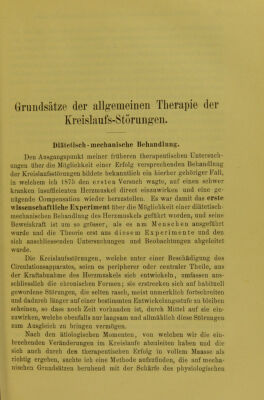 Grundsätze der allgemeinen Therapie der
Kreislaufs-Störungen.
Diätetisch-mechanische Behandlung.
Den Ausgangspunkt meiner früheren therapeutischen Untersuch-
ungen über die Möglichkeit einer Erfolg versprechenden Behandlung
der Kreislaufsstörungen bildete bekanntlich ein hierher gehöriger Fall,
in welchem ich 1875 den ersten Versuch wagte, auf einen schwer
kranken insufficienten Herzmuskel direct einzuwirken und eine ge-
nügende Compensation wieder herzustellen. Es war damit das erste
wissenschaftliche Experiment über die Möglichkeit einer diätetisch-
mechanischen Behandlung des Herzmuskels geführt worden, und seine
Beweiskraft ist um so grösser, als es am Menschen ausgeführt
wurde und die Theorie erst aus diesem Experimente und den
sich anschliessenden Untersuchungen und Beobachtungen abgeleitet
wurde.
Die Kreislaufsstörungen, welche unter einer Beschädigung des
Circulationsapparates, seien es peripherer oder centraler Theile, aus
der Kraftabnahme des Herzmuskels sich entwickeln, umfassen aus-
schliesslich die chronischen Formen; sie erstrecken sich auf habituell
gewordene Störungen, die selten rasch, meist unmerklich fortschreiten
und dadurch länger auf einer bestimmten Entwickelungsstufe zu bleiben
scheinen, so dass noch Zeit vorhanden ist, durch Mittel auf sie ein-
zuwirken, welche ebenfalls nur langsam und allmählich diese Störungen
zum Ausgleich zu bringen vermögen.
Nach den ätiologischen Momenten, von welchen wir die ein-
brechenden Veränderungen im Kreislaufe abzuleiten haben und die
sich auch durch den therapeutischen Erfolg in vollem Maasse als
richtig ergeben, suchte ich eine Methode aufzufinden, die auf mecha-
nischen Grundsätzen beruhend mit der Schärfe des physiologischen